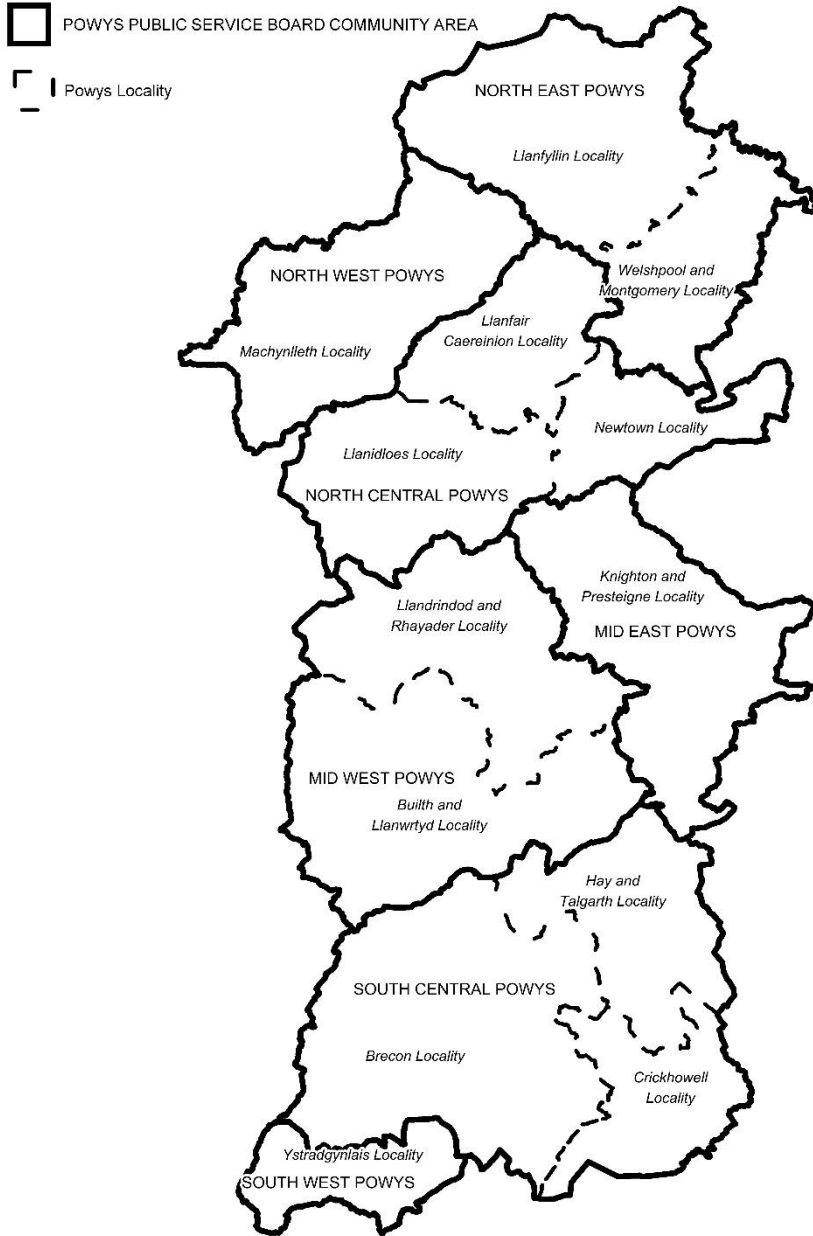 POWYS PUBLIC SERVICE BOARD COMMUNITY AREA
Powys Locality
NORTH EAST POWYS
Llanfyllin Locality
Welshpool and
Montgomery Locality
NORTH WEST POWYS
Machynlleth Locality
Llanfair
Caereinion Locality
Newtown Locality
Llanidloes Locality
NORTH CENTRAL POWYS
Knighton and
Presteigne Locality
MID EAST POWYS
Llandrindod and
Rhayader Locality
MID WEST POWYS
Builth and
Llanwrtyd Locality
Hay and
Talgarth Locality
SOUTH CENTRAL POWYS
Brecon Locality
Crickhowell
Locality
Ystradgynlais Locality
SOUTH WEST POWYS